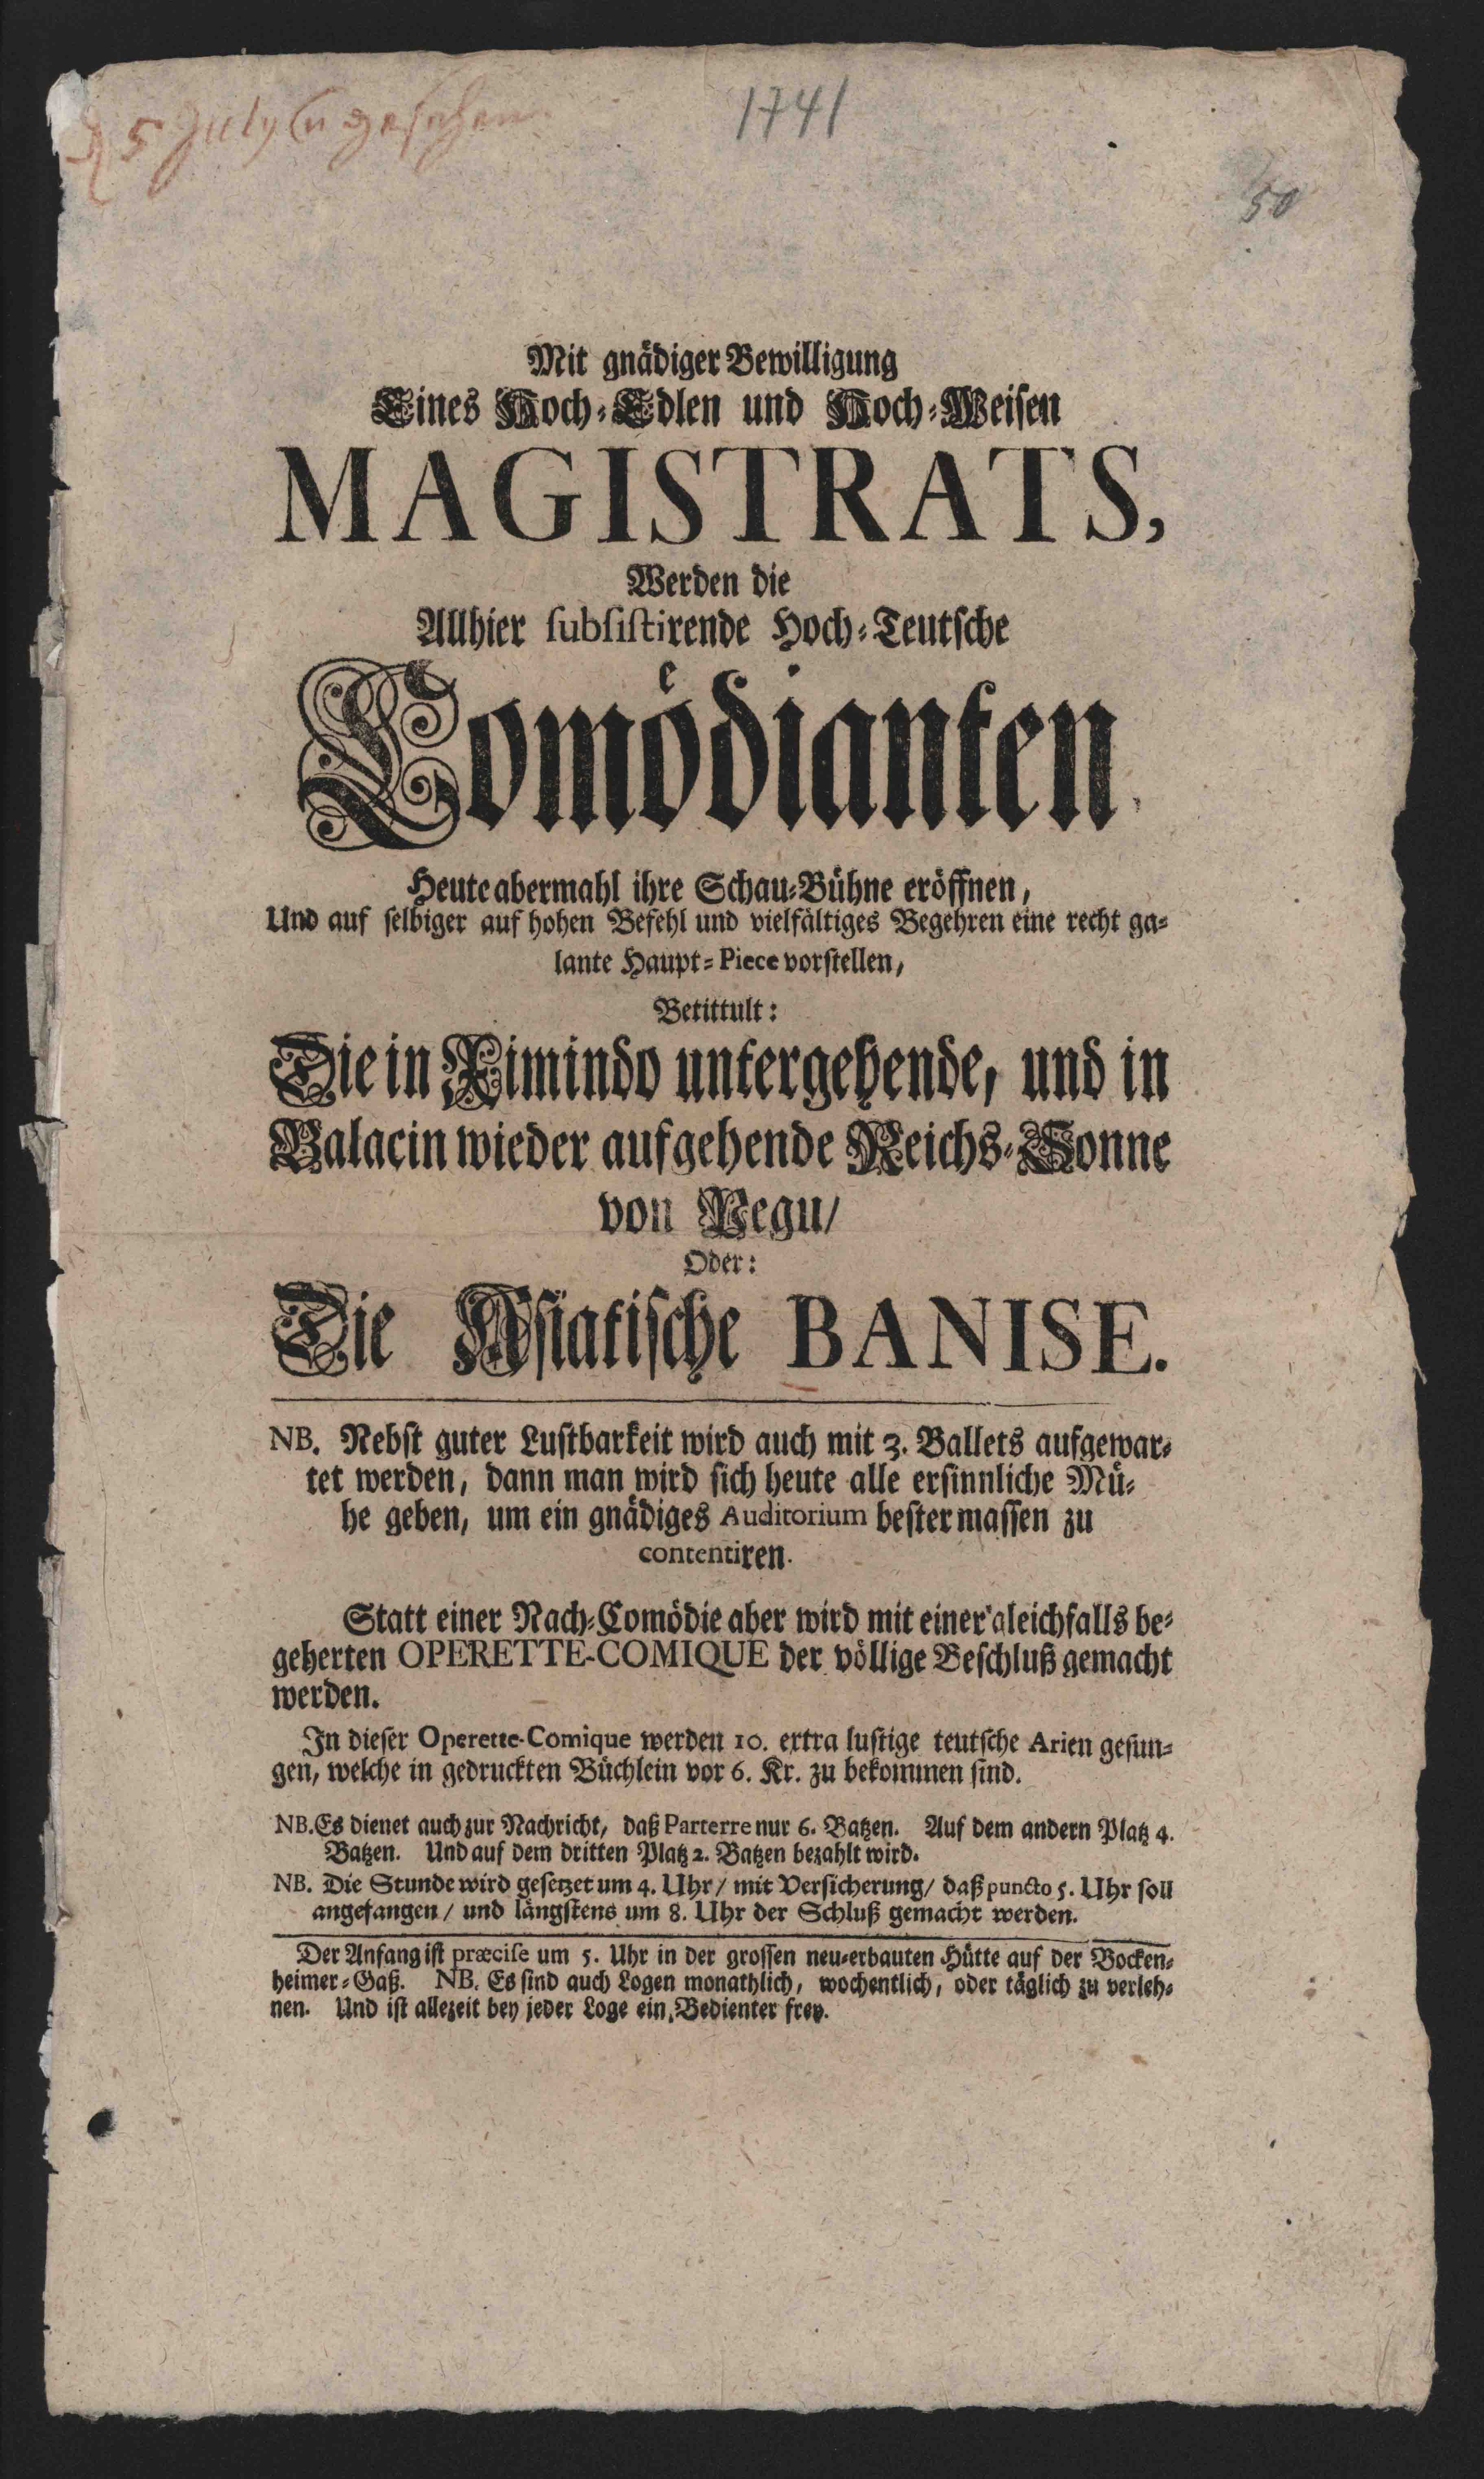 5 July
1741
50
Mit gnädiger Bewilligung
Eines Hoch-Edlen und Hoch-Weisen
MAGISTRATS,
Werden die
Allhier subsistirende Hoch-Teutsche
Comödianten,
Heute abermahl ihre Schau-Bühne eröffnen,
Und auf selbiger auf hohen Befehl und vielfältiges Begehren eine recht ga-
lante Haupt-Piece vorstellen,
Betittult:
Die in Ximindo untergehende, und in
Balacin wieder aufgehende Reichs-Sonne
von Pegu/
Oder:
Die Asiatische BANISE.
NB. Nebst guter Lustbarkeit wird auch mit 3. Ballets aufgewar-
tet werden, dann man wird sich heute alle ersinnliche Mü-
he geben, um ein gnädiges Auditorium bester massen zu
contentiren.
Statt einer Nach-Comödie aber wird mit einer gleichfalls be-
geherten OPERETTE-COMIQUE der völlige Beschluß gemacht
werden.
In dieser Operette-Comique werden 10. extra lustige teutsche Arien gesun-
gen, welche in gedruckten Büchlein vor 6. Kr. zu bekommen sind.
NB. Es dienet auch zur Nachricht, daß Parterre nur 6. Batzen. Auf dem andern Platz 4.
Batzen. Und auf dem dritten Platz 2. Batzen bezahlt wird.
NB. Die Stunde wird gesetzet um 4. Uhr/ mit Versicherung/ daß puncto 5. Uhr soll
angefangen/ und längstens um 8. Uhr der Schluß gemacht werden.
Der Anfang ist præcise um 5. Uhr in der grossen neu-erbauten Hütte auf der Bocken-
heimer-Gaß. NB. Es sind auch Logen monathlich, wochentlich, oder täglich zu verleh-
nen. Und ist allezeit bey jeder Loge ein Bedienter frey.